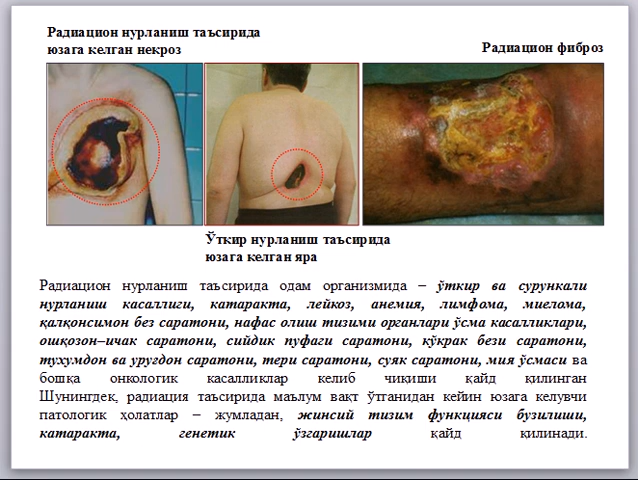 Радиацион нурланиш таъсирида
юзага келган некроз
Радиацион фиброз
Ўткир нурланиш таъсирида
юзага келган яра
Радиацион нурланиш таъсирида одам организмида – ўткир ва сурункали
нурланиш касаллиги, катаракта, лейкоз, анемия, лимфома, миелома,
қалқонсимон без саратони, нафас олиш тизими органлари ўсма касалликлари,
ошқозон–ичак саратони, сийдик пуфаги саратони, кўкрак бези саратони,
тухумдон ва уруғдон саратони, тери саратони, суяк саратони, мия ўсмаси ва
бошқа онкологик касалликлар келиб чиқиши қайд қилинган
Шунингдек, радиация таъсирида маълум вақт ўтганидан кейин юзага келувчи
патологик ҳолатлар – жумладан, жинсий тизим функцияси бузилиши,
катаракта, генетик ўзгаришлар қайд қилинади.